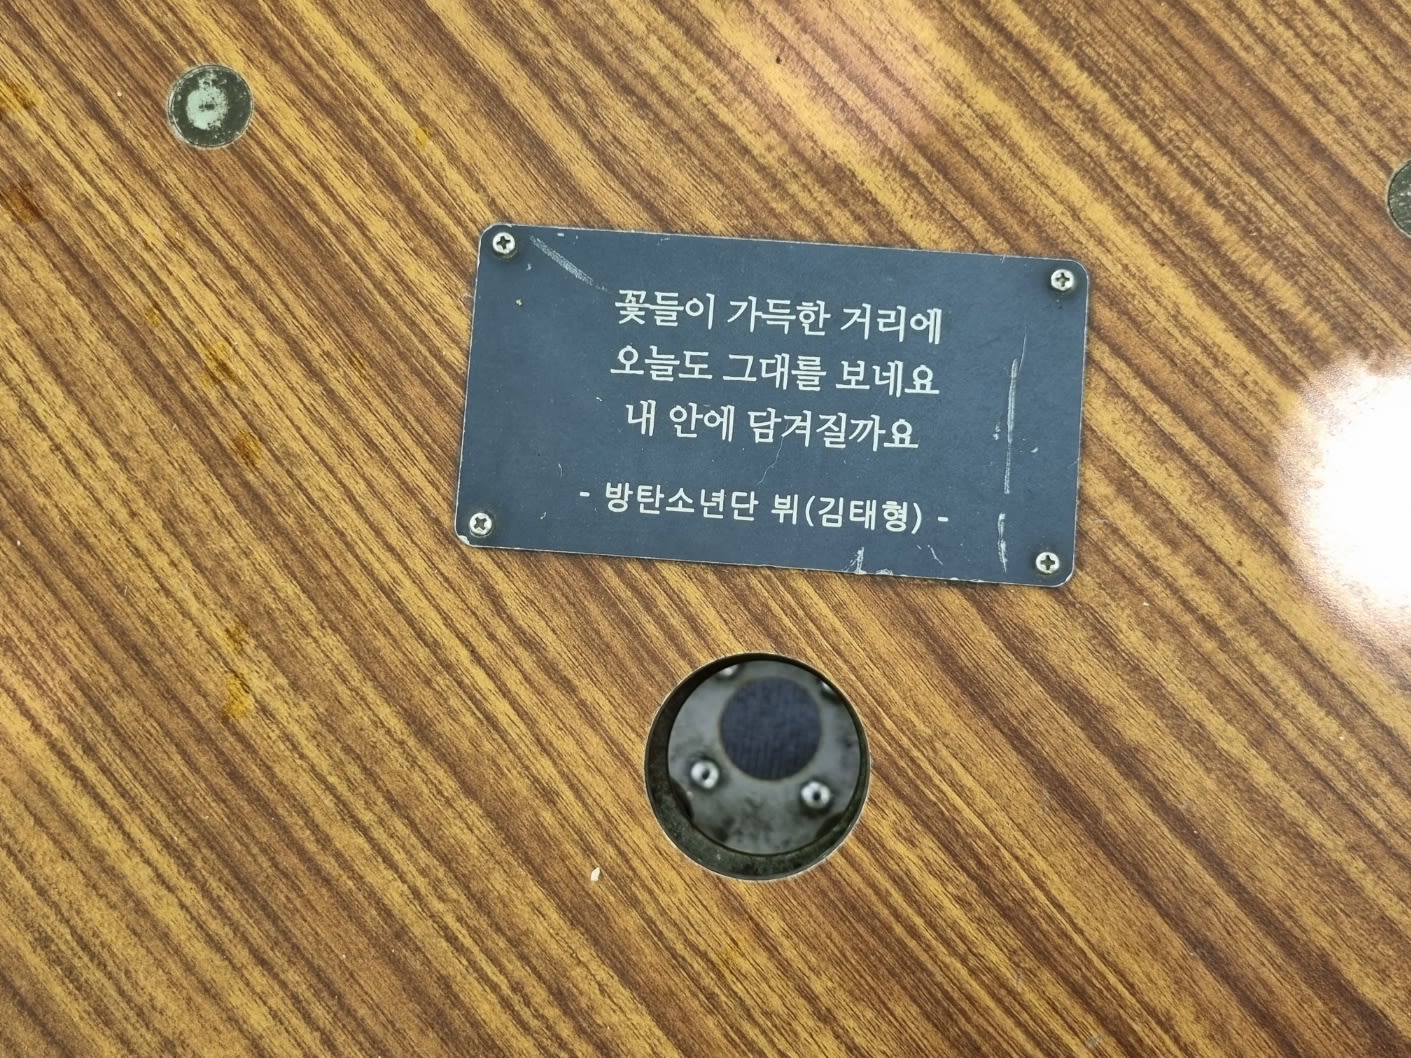 꽃들이 가득한 거리에
오늘도 그대를 보네요
내 안에 담겨질까요
- 방탄소년단 뷔(김태형) -